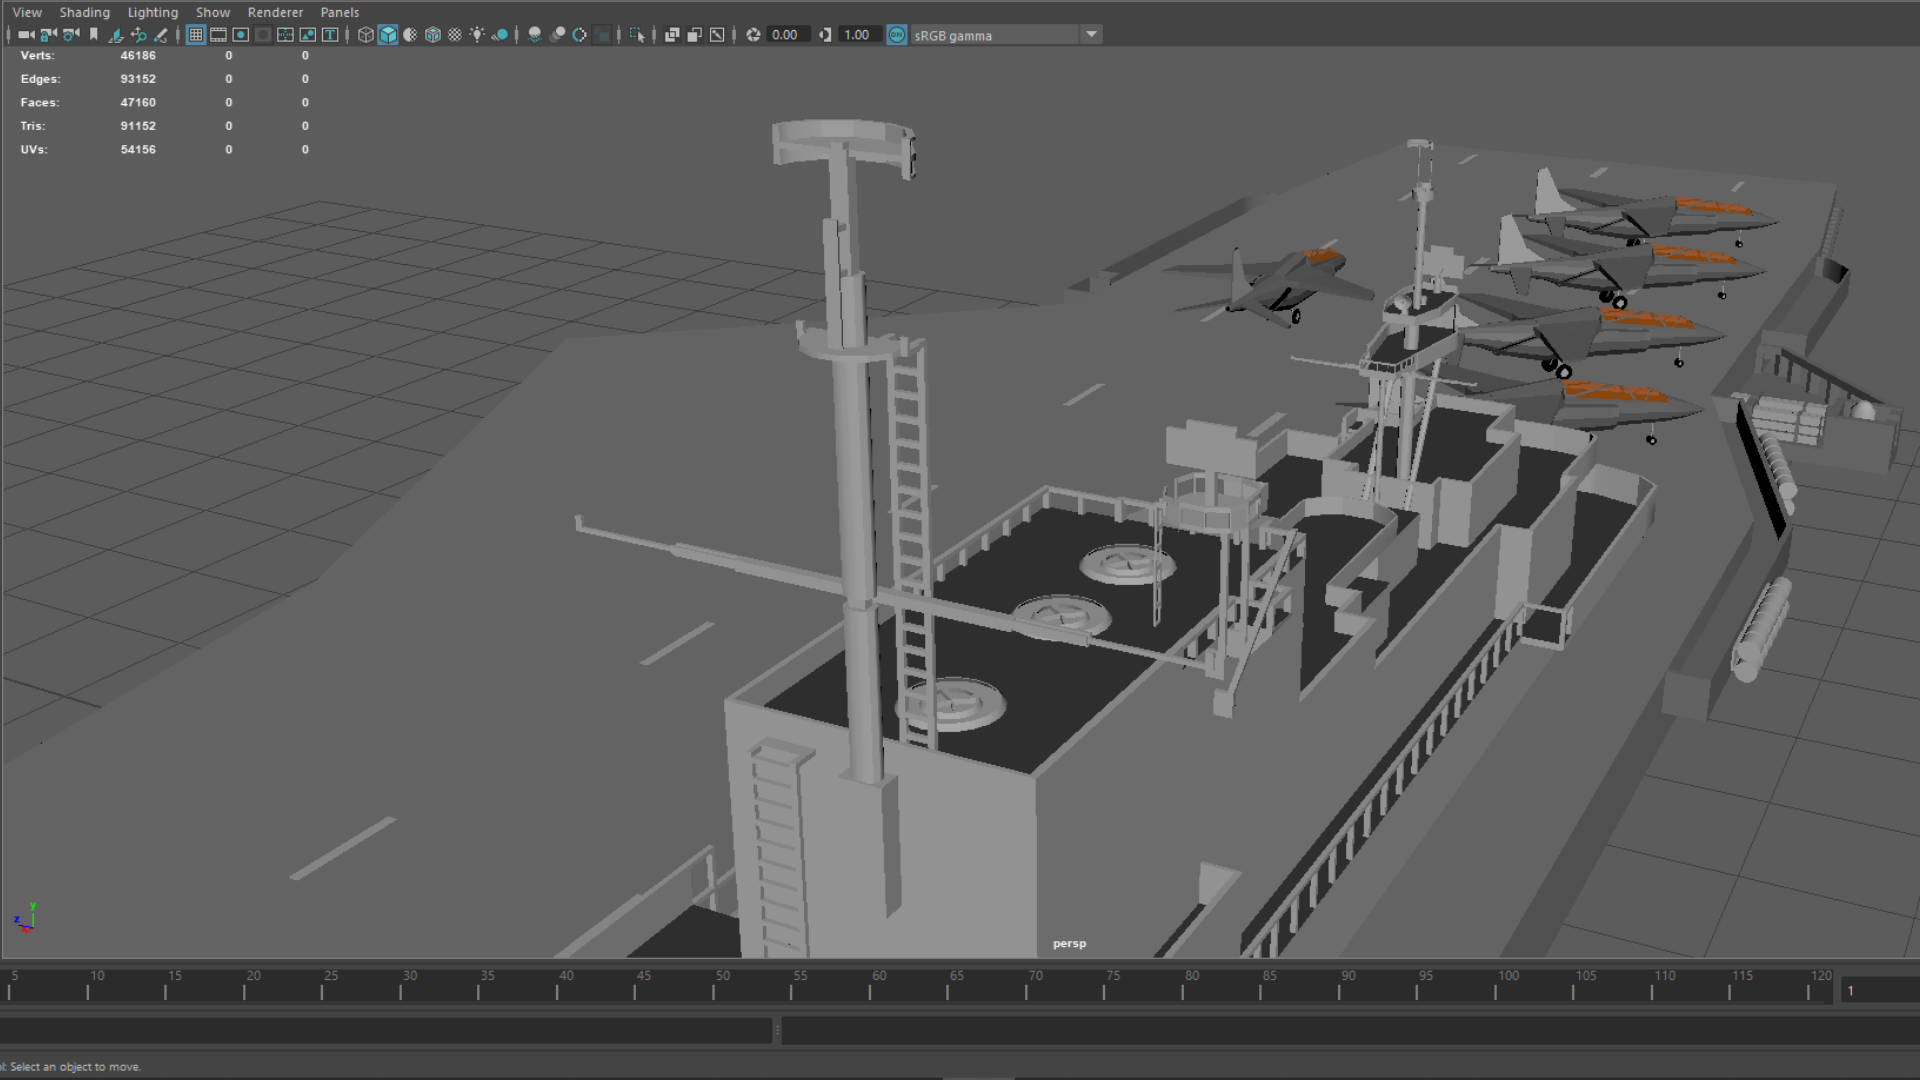 View Shading Lighting Show Renderer Panels
0.00 1.00 ON sRGB gamma
Verts: 46186 0 0
Edges: 93152 0 0
Faces: 47160 0 0
Tris: 91152 0 0
UVs: 54156 0 0
y
z
persp
5 10 15 20 25 30 35 40 45 50 55 60 65 70 75 80 85 90 95 100 105 110 115 120
1
Select an object to move.